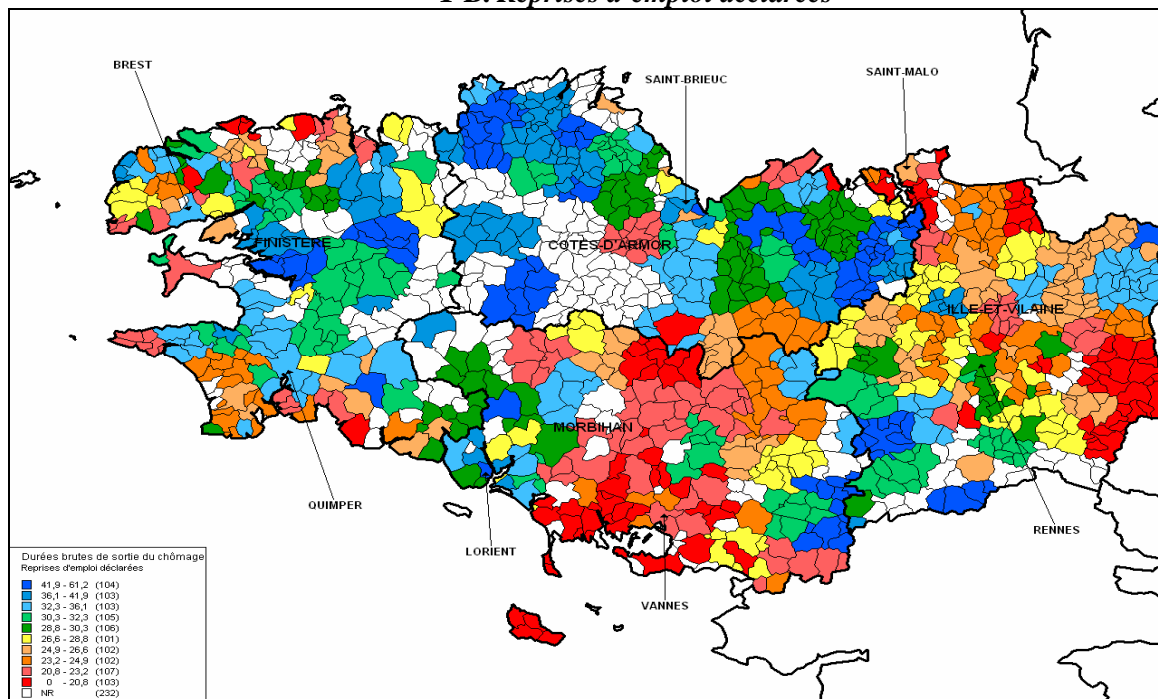 1-B. Reprises d'emploi déclarées
BREST
SAINT-BRIEUC
SAINT-MALO
FINISTERE
COTES-D'ARMOR
ILLE-ET-VILAINE
MORBIHAN
QUIMPER
LORIENT
VANNES
RENNES
Durées brutes de sortie du chômage
Reprises d'emploi déclarées
41,9 - 61,2 (104)
36,1 - 41,9 (103)
32,3 - 36,1 (103)
30,3 - 32,3 (105)
28,8 - 30,3 (106)
26,6 - 28,8 (101)
24,9 - 26,6 (102)
23,2 - 24,9 (102)
20,8 - 23,2 (107)
0 - 20,8 (103)
NR (232)